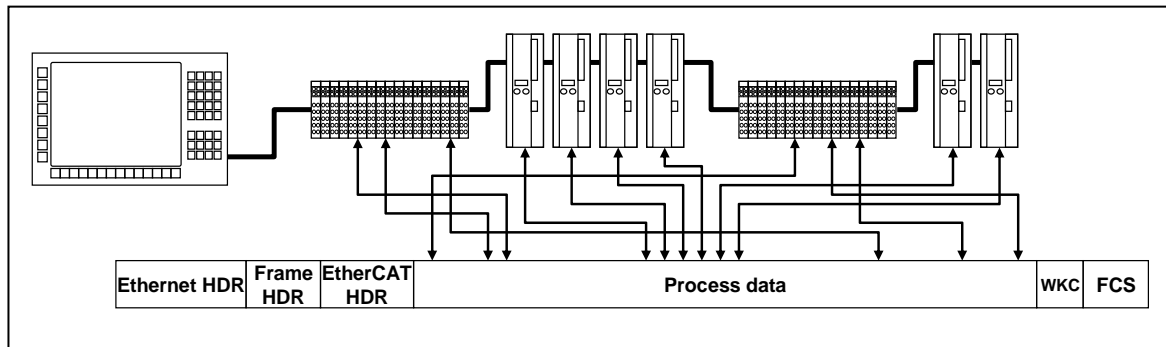 Ethernet HDR
Frame
HDR
EtherCAT
HDR
Process data
WKC
FCS